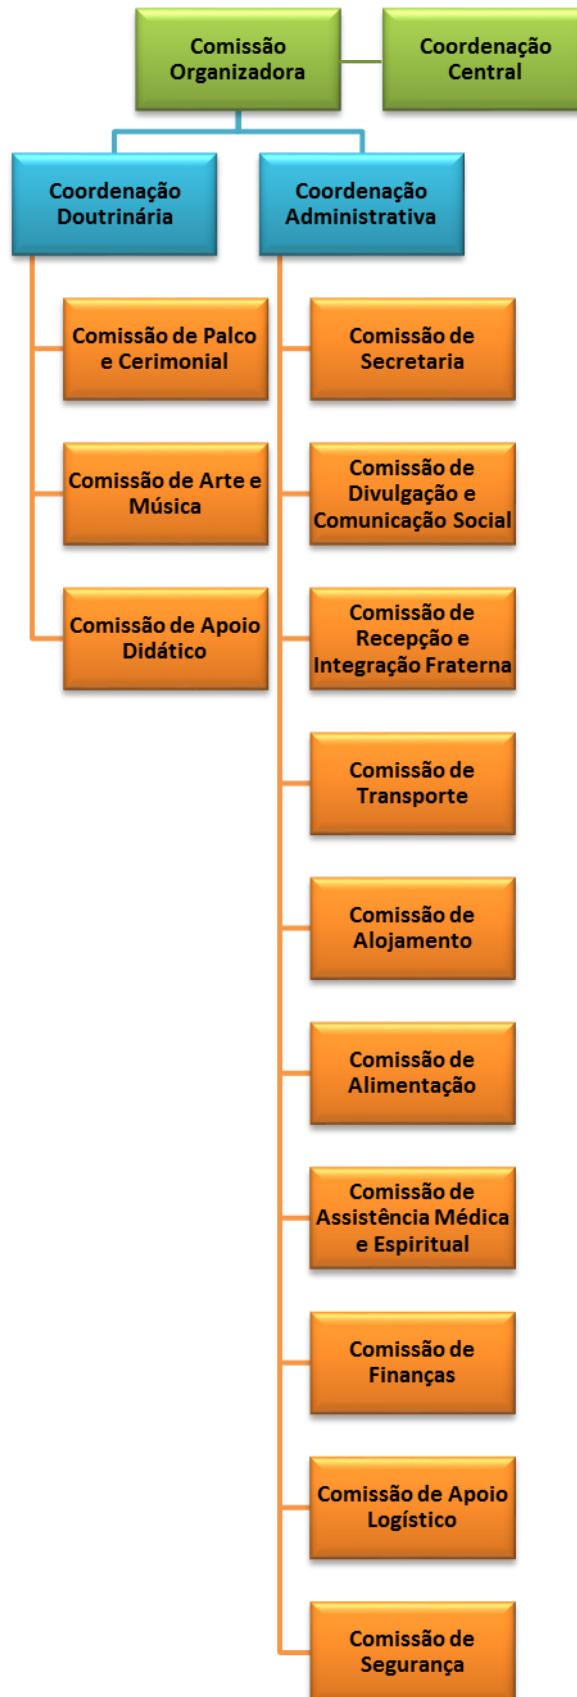 Comissão
Organizadora
Coordenação
Central
Coordenação
Doutrinária
Coordenação
Administrativa
Comissão de Palco
e Cerimonial
Comissão de Arte e
Música
Comissão de Apoio
Didático
Comissão de
Secretaria
Comissão de
Divulgação e
Comunicação Social
Comissão de
Recepção e
Integração Fraterna
Comissão de
Transporte
Comissão de
Alojamento
Comissão de
Alimentação
Comissão de
Assistência Médica
e Espiritual
Comissão de
Finanças
Comissão de Apoio
Logístico
Comissão de
Segurança